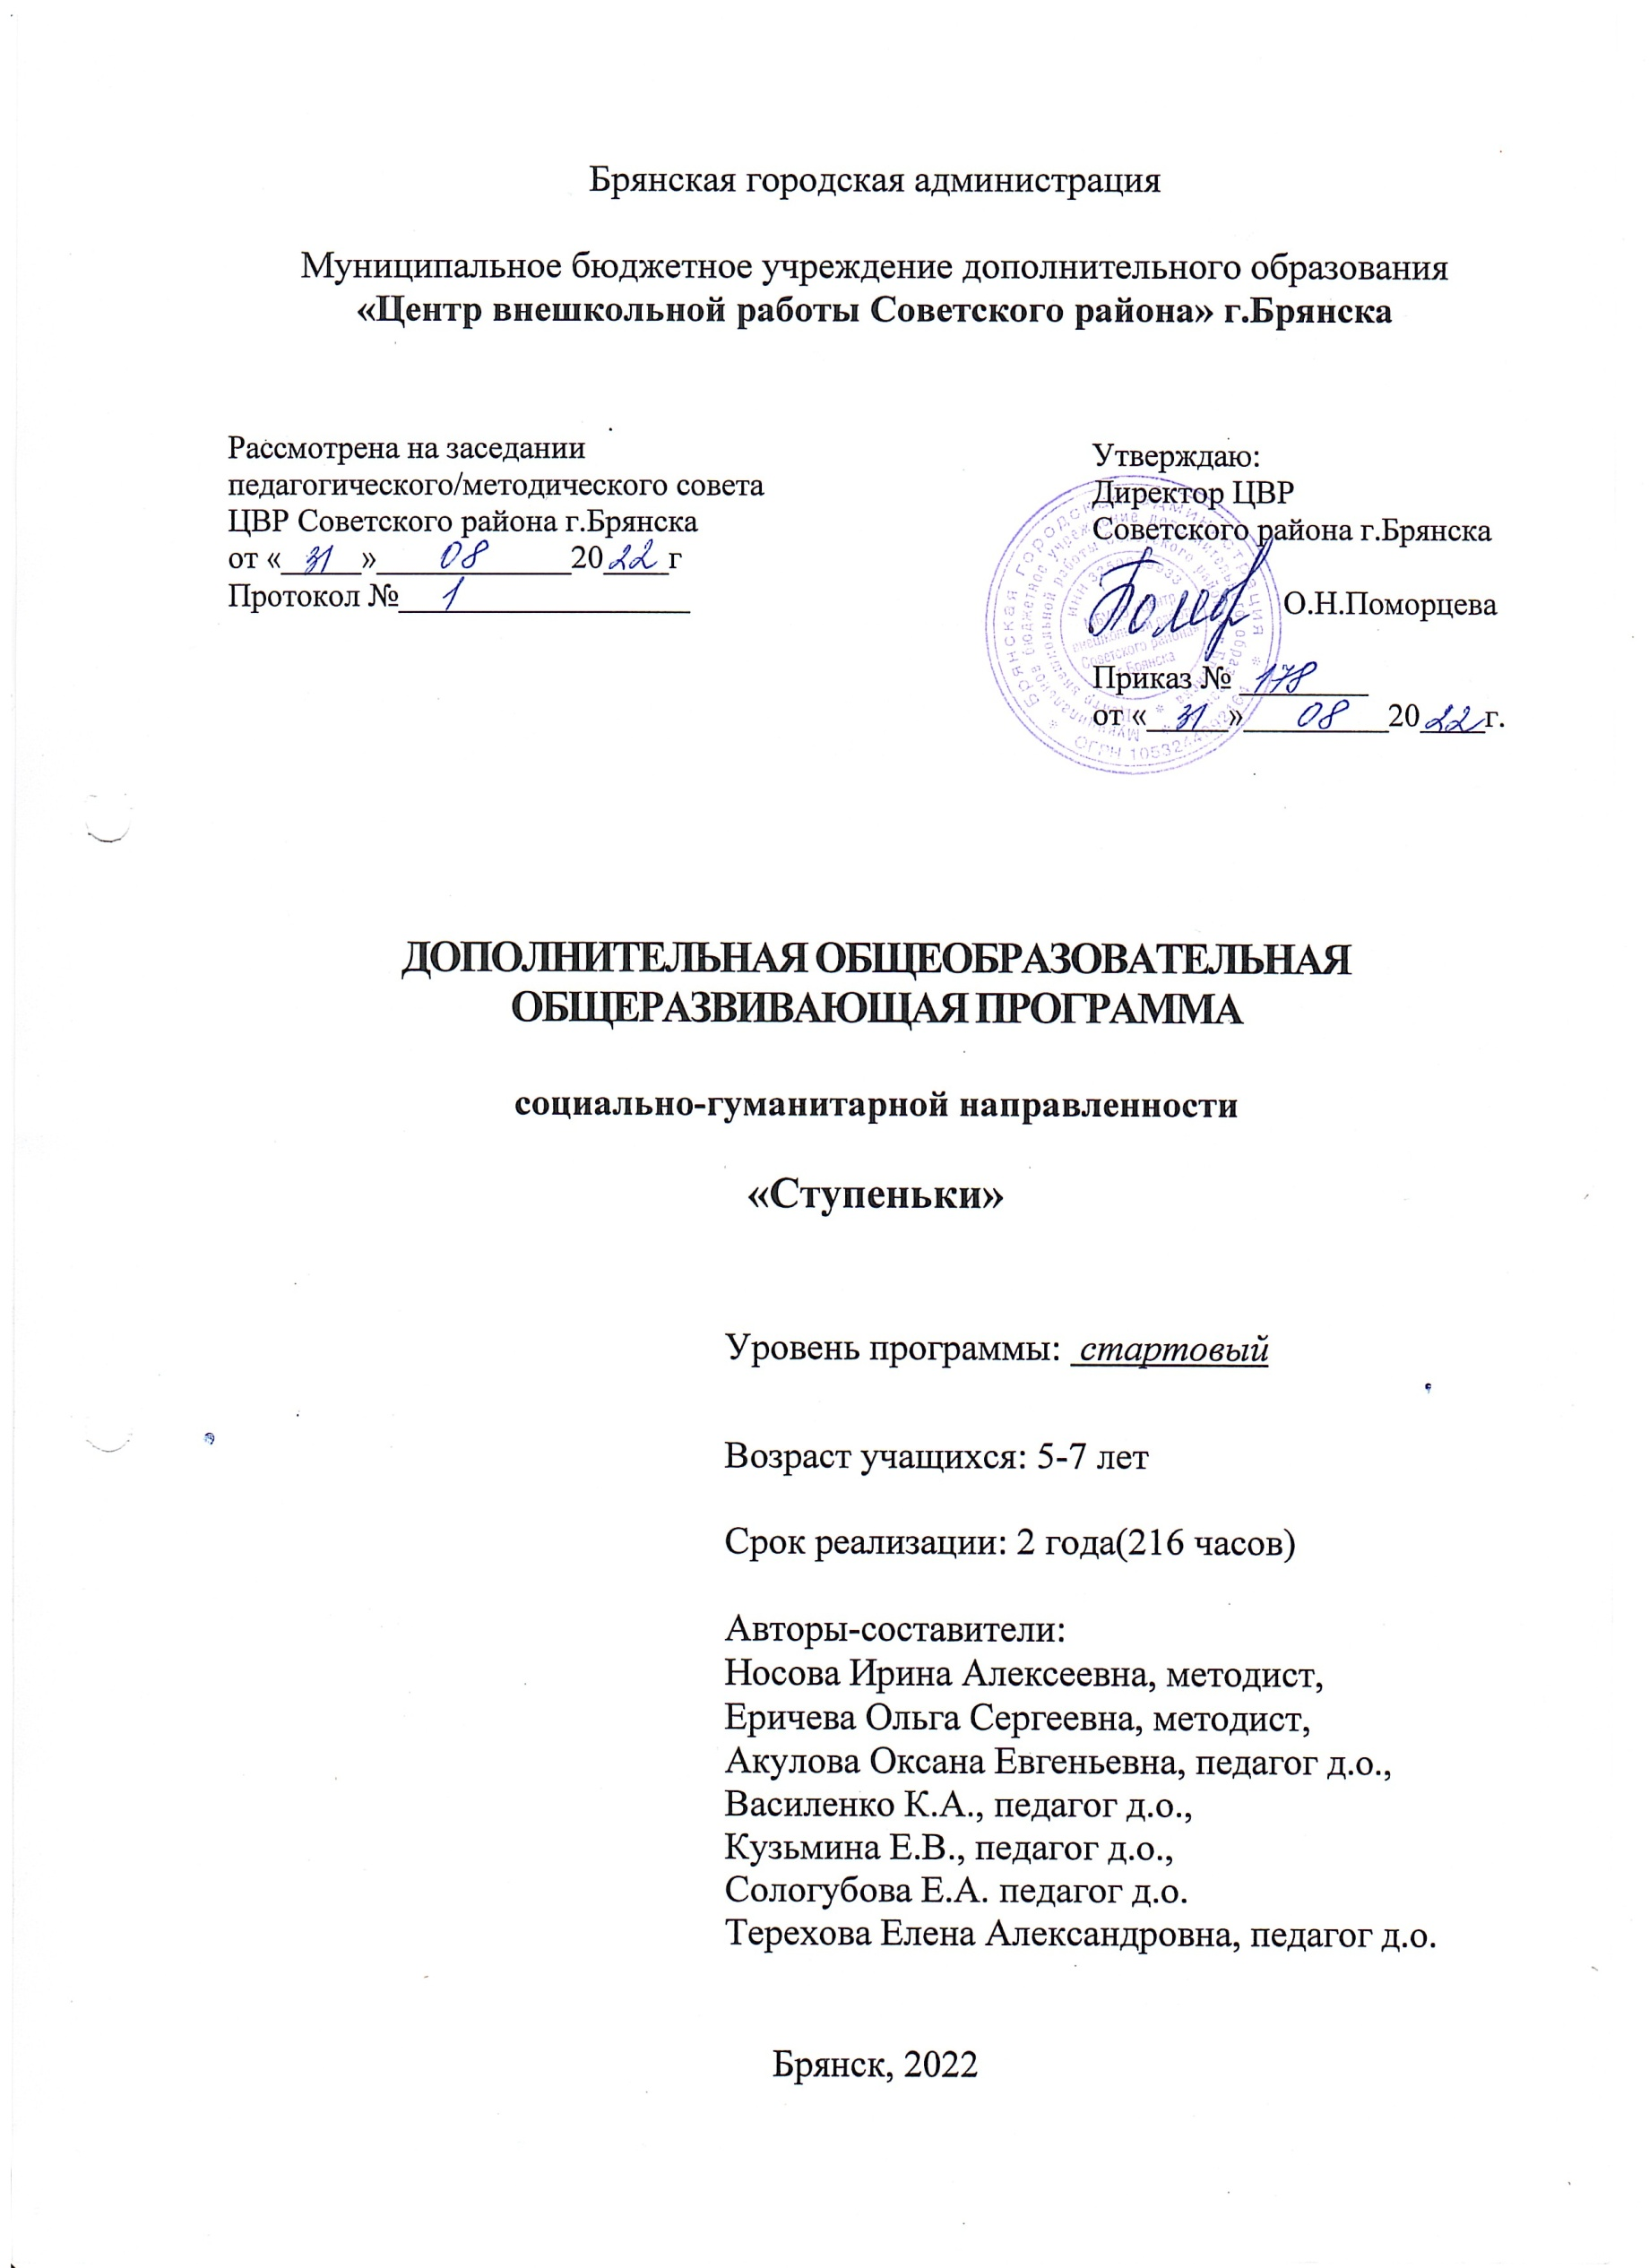 Брянская городская администрация
Муниципальное бюджетное учреждение дополнительного образования
«Центр внешкольной работы Советского района» г.Брянска
Рассмотрена на заседании
педагогического/методического совета
ЦВР Советского района г.Брянска
от «31» 08 2022г
Протокол № 1
Утверждаю:
Директор ЦВР
Советского района г.Брянска
О.Н.Поморцева
Приказ № 178
от «31» 08 2022г.
ДОПОЛНИТЕЛЬНАЯ ОБЩЕОБРАЗОВАТЕЛЬНАЯ
ОБЩЕРАЗВИВАЮЩАЯ ПРОГРАММА
социально-гуманитарной направленности
«Ступеньки»
Уровень программы: стартовый
Возраст учащихся: 5-7 лет
Срок реализации: 2 года(216 часов)
Авторы-составители:
Носова Ирина Алексеевна, методист,
Еричева Ольга Сергеевна, методист,
Акулова Оксана Евгеньевна, педагог д.о.,
Василенко К.А., педагог д.о.,
Кузьмина Е.В., педагог д.о.,
Сологубова Е.А. педагог д.о.
Терехова Елена Александровна, педагог д.о.
Брянск, 2022